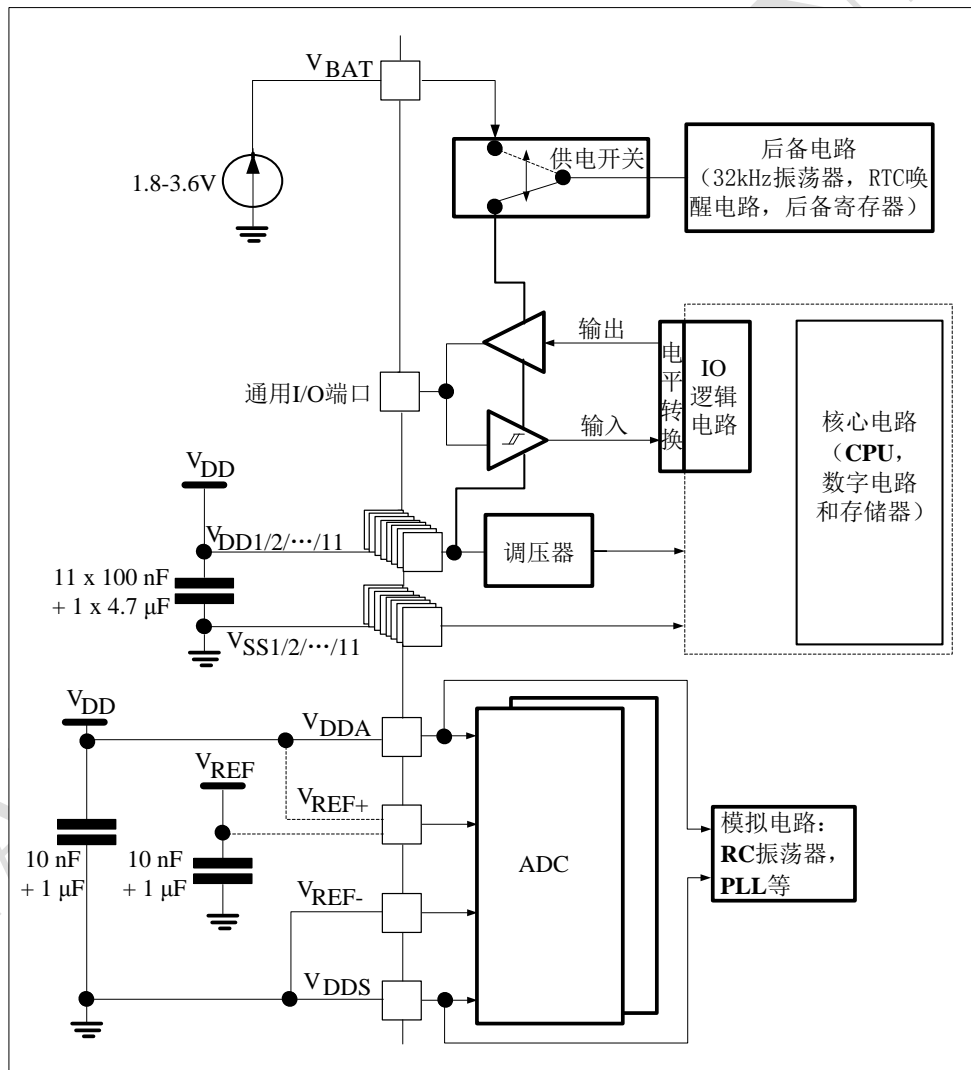 VBAT
1.8-3.6V
供电开关
后备电路
（32kHz振荡器，RTC唤
醒电路，后备寄存器）
输出
通用I/O端口
输入
电平转换
IO
逻辑
电路
核心电路
（CPU，
数字电路
和存储器）
VDD
VDD1/2/…/11
调压器
11 x 100 nF
+ 1 x 4.7 μF
VSS1/2/…/11
VDD
VDDA
VREF
VREF+
10 nF
+ 1 μF
10 nF
+ 1 μF
ADC
模拟电路：
RC振荡器，
PLL等
VREF-
VDDS